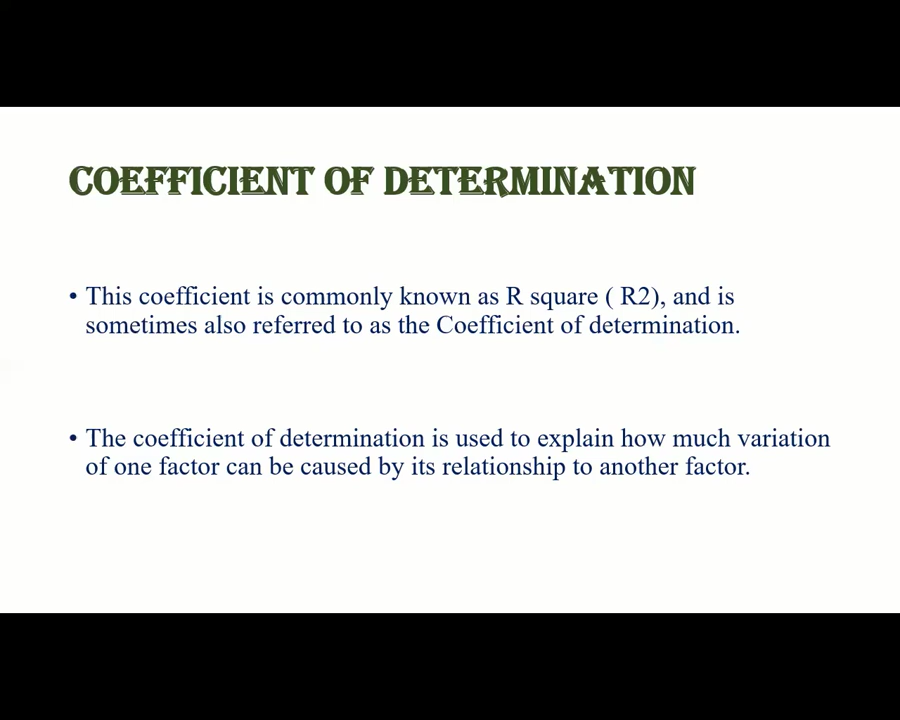 COEFFICIENT OF DETERMINATION
• This coefficient is commonly known as R square ( R2), and is
sometimes also referred to as the Coefficient of determination.
• The coefficient of determination is used to explain how much variation
of one factor can be caused by its relationship to another factor.